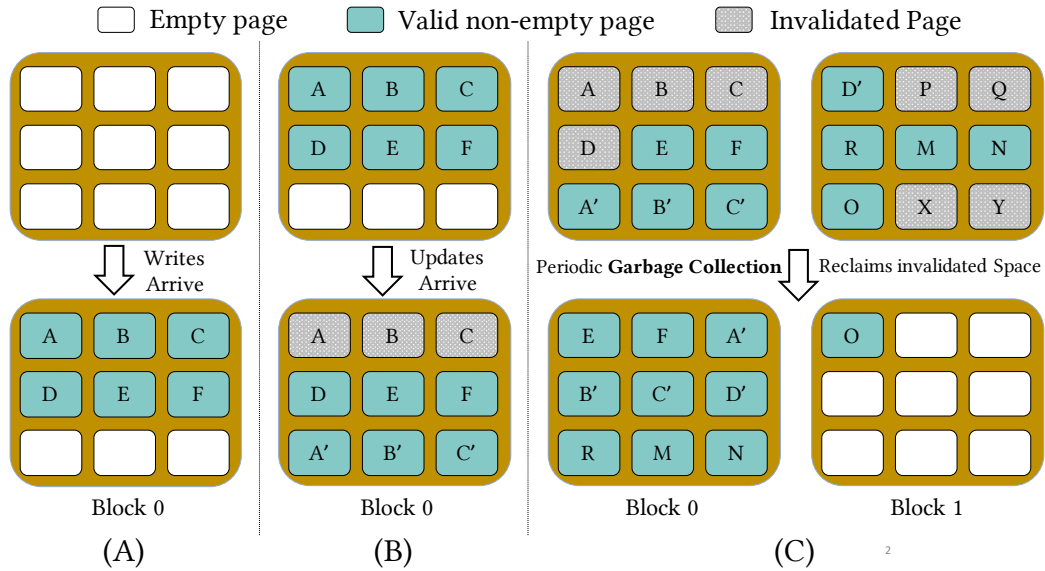 Empty page Valid non-empty page Invalidated Page
A B C
D E F
A B C
D E F
A′ B′ C′
D′ P Q
R M N
O X Y
Writes
Arrive
Updates
Arrive
Periodic Garbage Collection Reclaims invalidated Space
A B C
D E F
A B C
D E F
A′ B′ C′
E F A′
B′ C′ D′
R M N
O
Block 0 Block 0 Block 0 Block 1
(A) (B) (C) 2